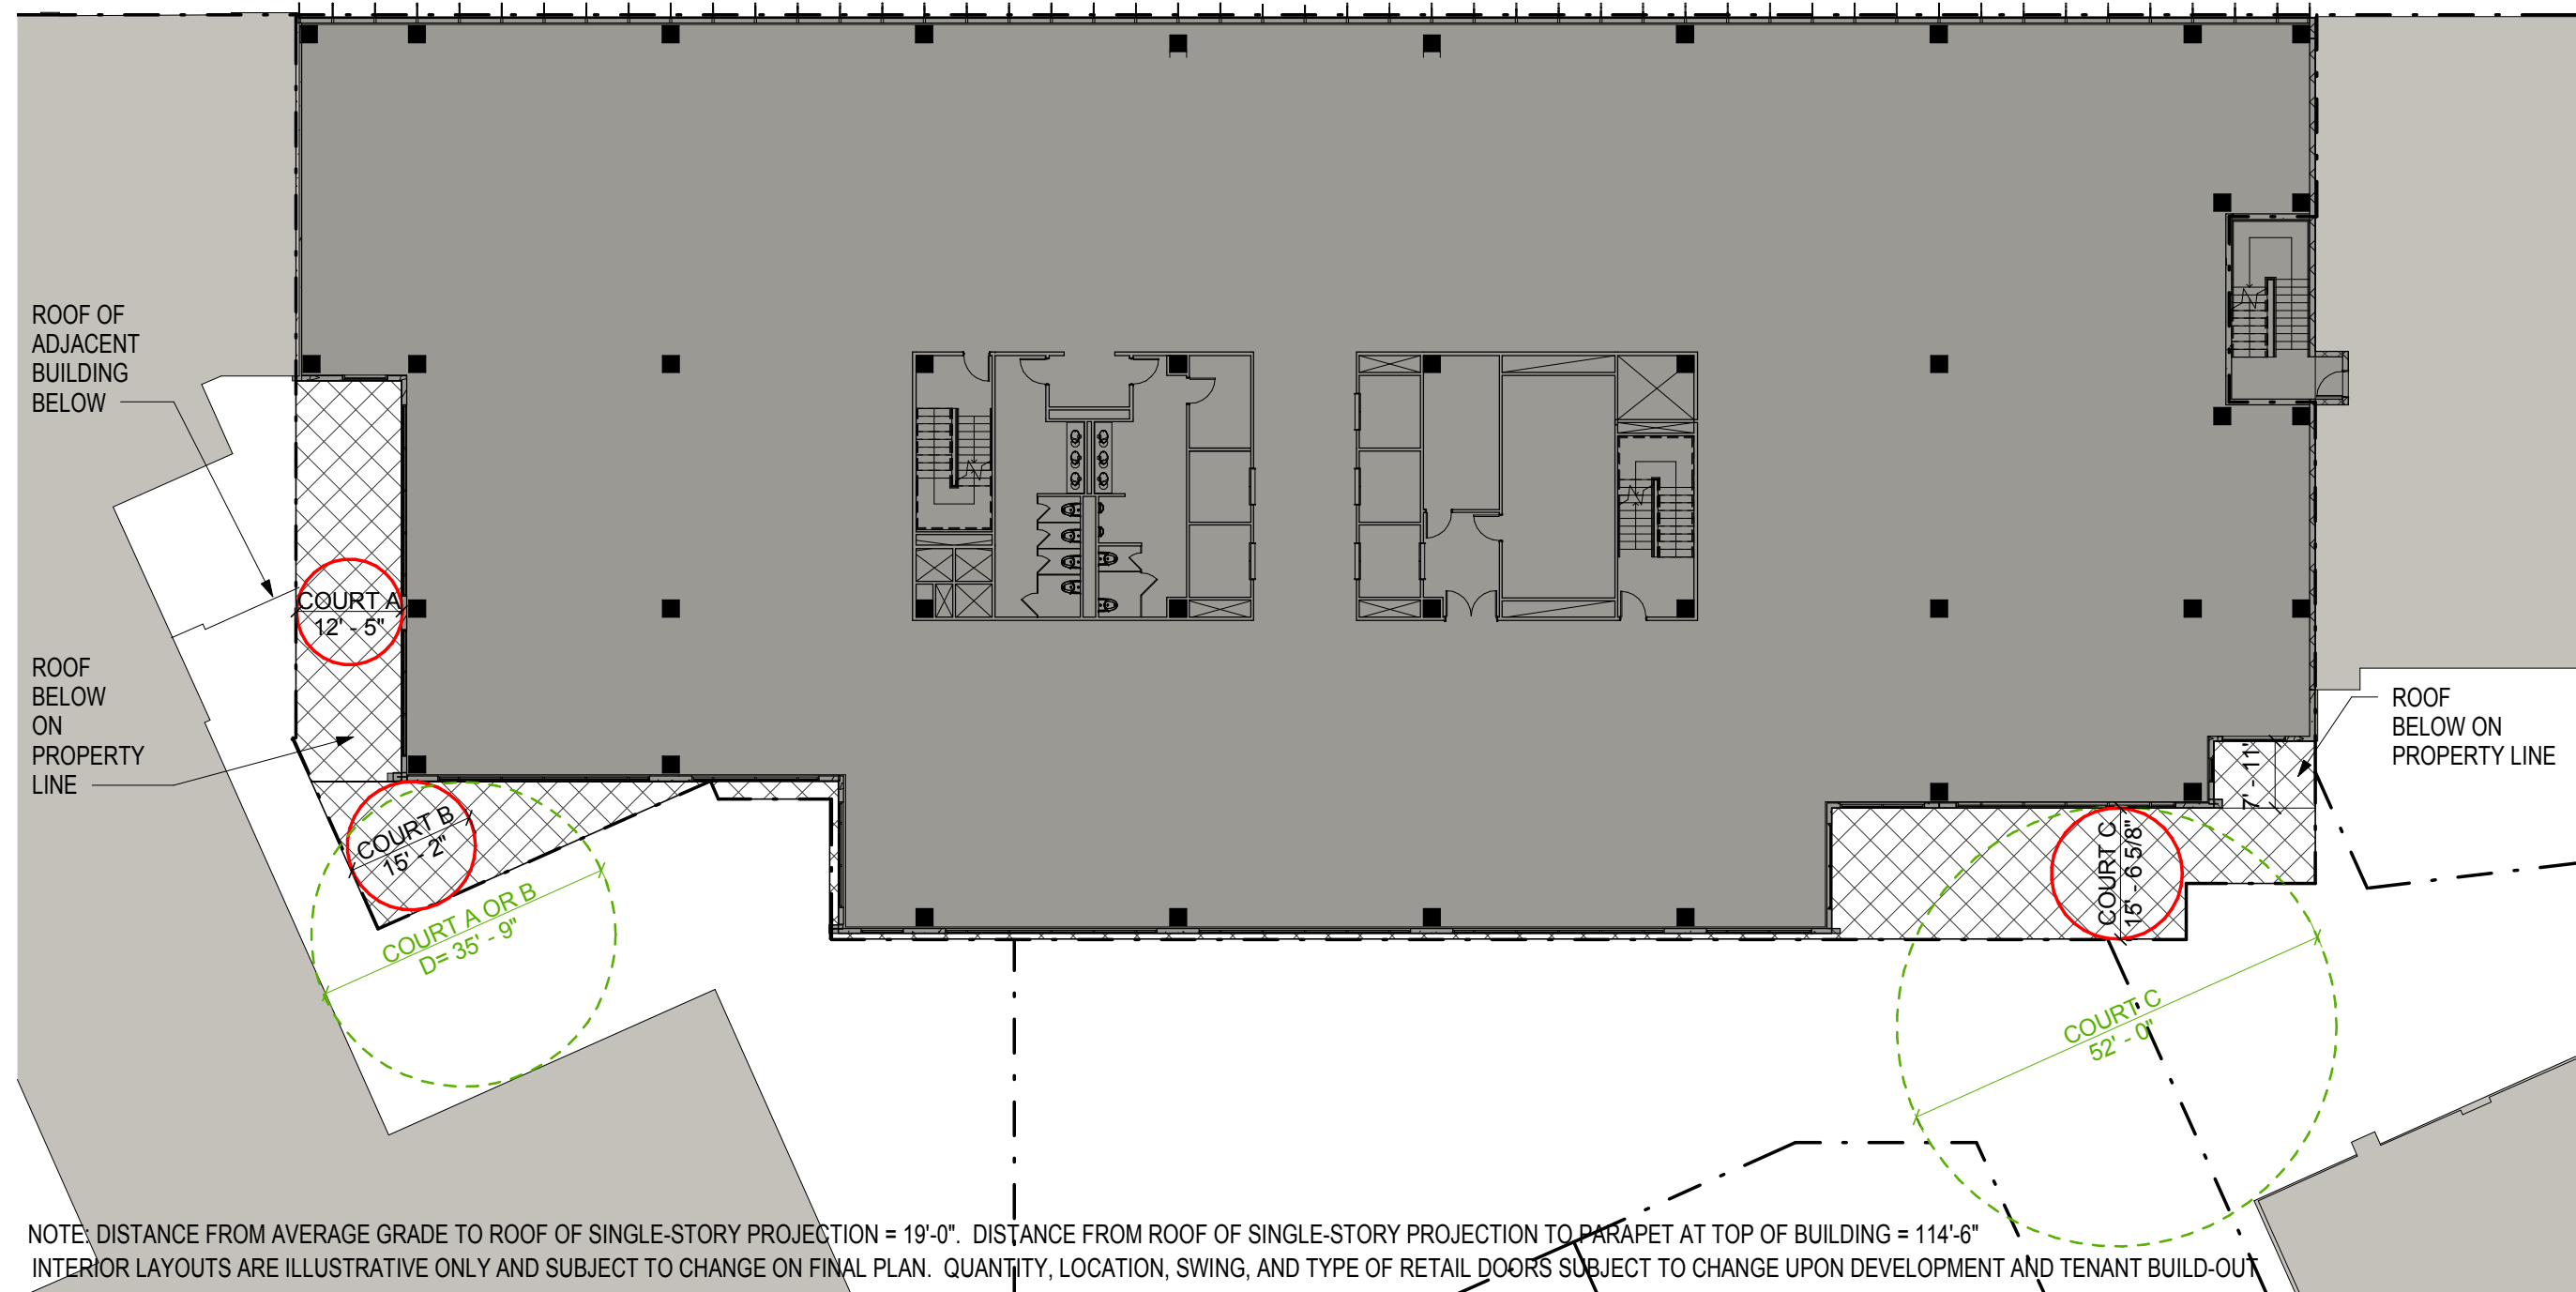 ROOF OF
ADJACENT
BUILDING
BELOW
COURT A
12' - 5"
ROOF
BELOW
ON
PROPERTY
LINE
COURT B
15' - 2"
COURT A OR B
D= 35' - 9"
ROOF
BELOW ON
PROPERTY LINE
7' - 11"
COURT C
15' - 6 5/8"
COURT C
52' - 0"
NOTE: DISTANCE FROM AVERAGE GRADE TO ROOF OF SINGLE-STORY PROJECTION = 19'-0". DISTANCE FROM ROOF OF SINGLE-STORY PROJECTION TO PARAPET AT TOP OF BUILDING = 114'-6"
INTERIOR LAYOUTS ARE ILLUSTRATIVE ONLY AND SUBJECT TO CHANGE ON FINAL PLAN. QUANTITY, LOCATION, SWING, AND TYPE OF RETAIL DOORS SUBJECT TO CHANGE UPON DEVELOPMENT AND TENANT BUILD-OUT